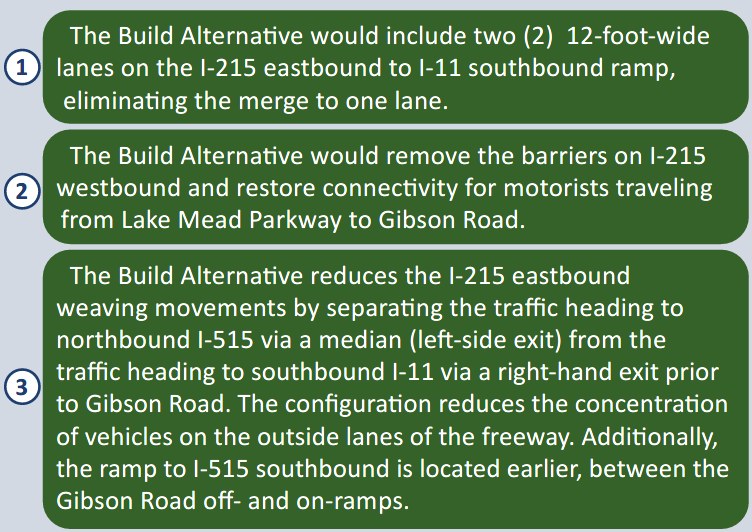 1
The Build Alternative would include two (2) 12-foot-wide
lanes on the I-215 eastbound to I-11 southbound ramp,
eliminating the merge to one lane.
2
The Build Alternative would remove the barriers on I-215
westbound and restore connectivity for motorists traveling
from Lake Mead Parkway to Gibson Road.
3
The Build Alternative reduces the I-215 eastbound
weaving movements by separating the traffic heading to
northbound I-515 via a median (left-side exit) from the
traffic heading to southbound I-11 via a right-hand exit prior
to Gibson Road. The configuration reduces the concentration
of vehicles on the outside lanes of the freeway. Additionally,
the ramp to I-515 southbound is located earlier, between the
Gibson Road off- and on-ramps.